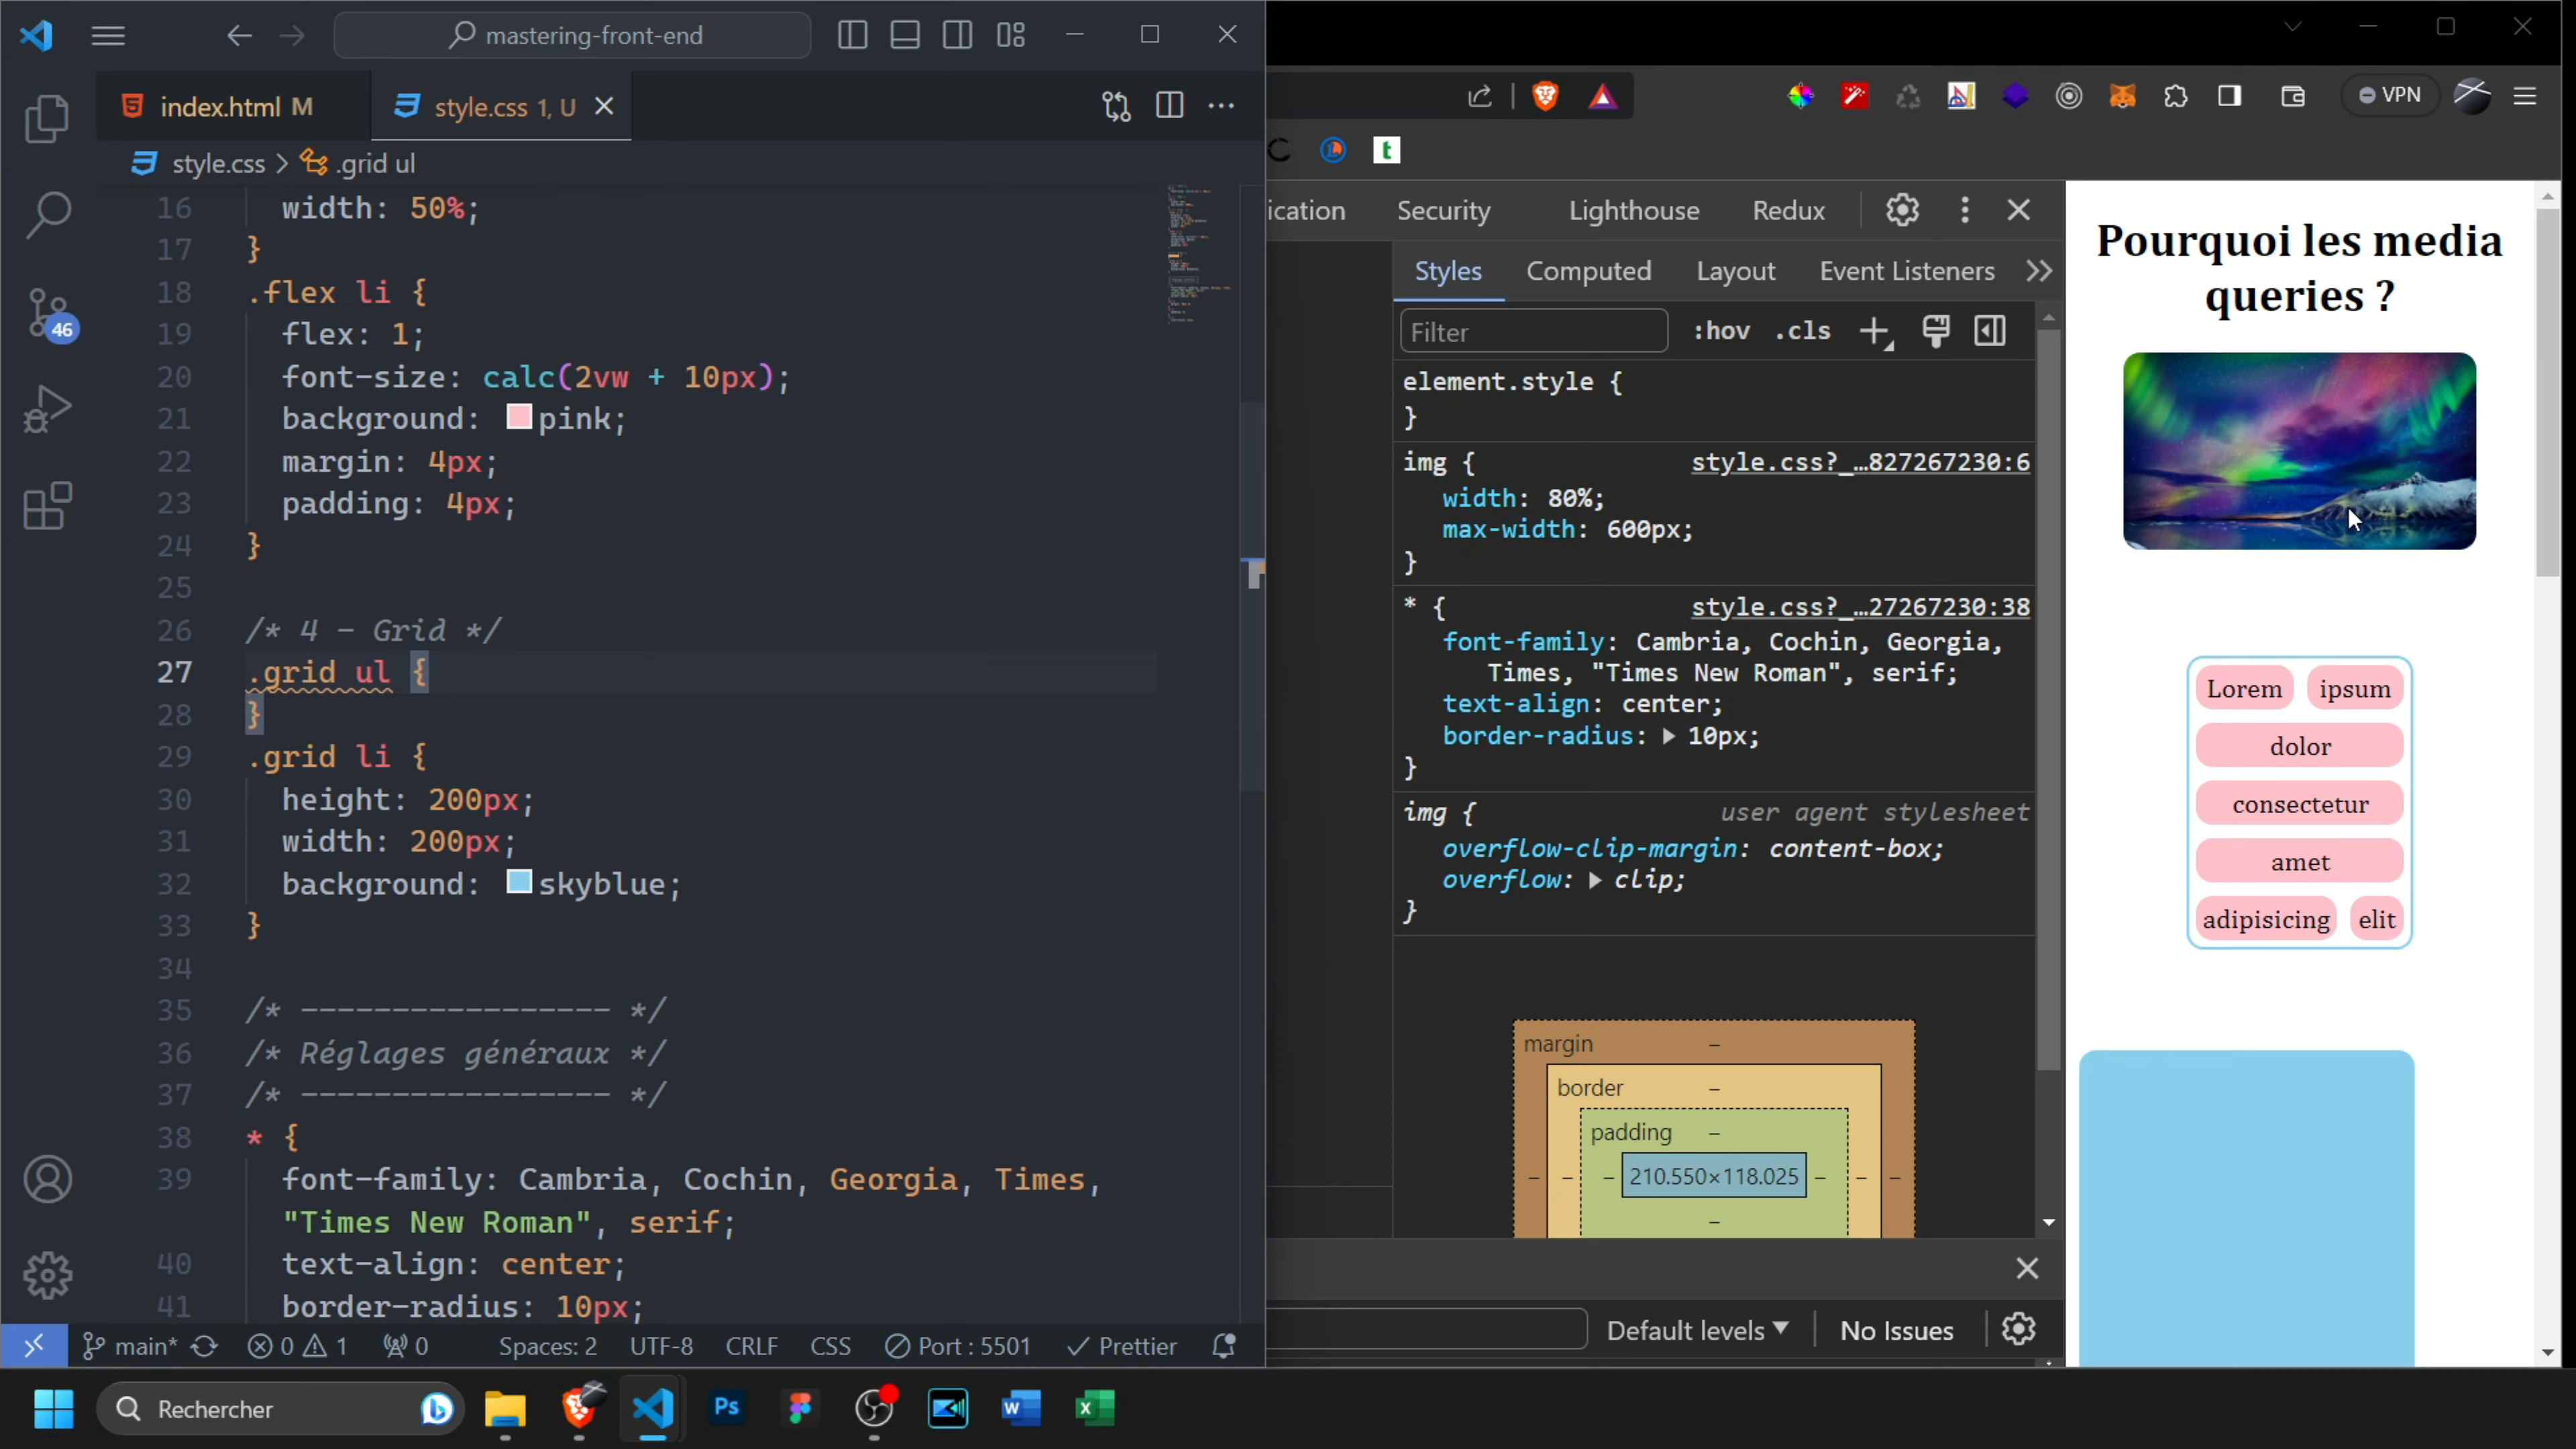 mastering-front-end
index.html M
style.css 1, U
style.css > .grid ul
16 width: 50%;
17 }
18 .flex li {
19 flex: 1;
20 font-size: calc(2vw + 10px);
21 background: pink;
22 margin: 4px;
23 padding: 4px;
24 }
25
26 /* 4 - Grid */
27 .grid ul {
28 }
29 .grid li {
30 height: 200px;
31 width: 200px;
32 background: skyblue;
33 }
34
35 /* ----------------- */
36 /* Réglages généraux */
37 /* ----------------- */
38 * {
39 font-family: Cambria, Cochin, Georgia, Times,
"Times New Roman", serif;
40 text-align: center;
41 border-radius: 10px;
46
main* 0 1 0 Spaces: 2 UTF-8 CRLF CSS Port : 5501 Prettier
VPN
t
ication Security Lighthouse Redux
Styles Computed Layout Event Listeners
Filter :hov .cls
element.style {
}
img { style.css?_…827267230:6
width: 80%;
max-width: 600px;
}
* { style.css?_…27267230:38
font-family: Cambria, Cochin, Georgia,
Times, "Times New Roman", serif;
text-align: center;
border-radius: 10px;
}
img { user agent stylesheet
overflow-clip-margin: content-box;
overflow: clip;
}
margin –
border –
padding –
– – – 210.550×118.025 – – –
–
Default levels No Issues
Pourquoi les media
queries ?
Lorem ipsum
dolor
consectetur
amet
adipisicing elit
Rechercher
Ps
W
X